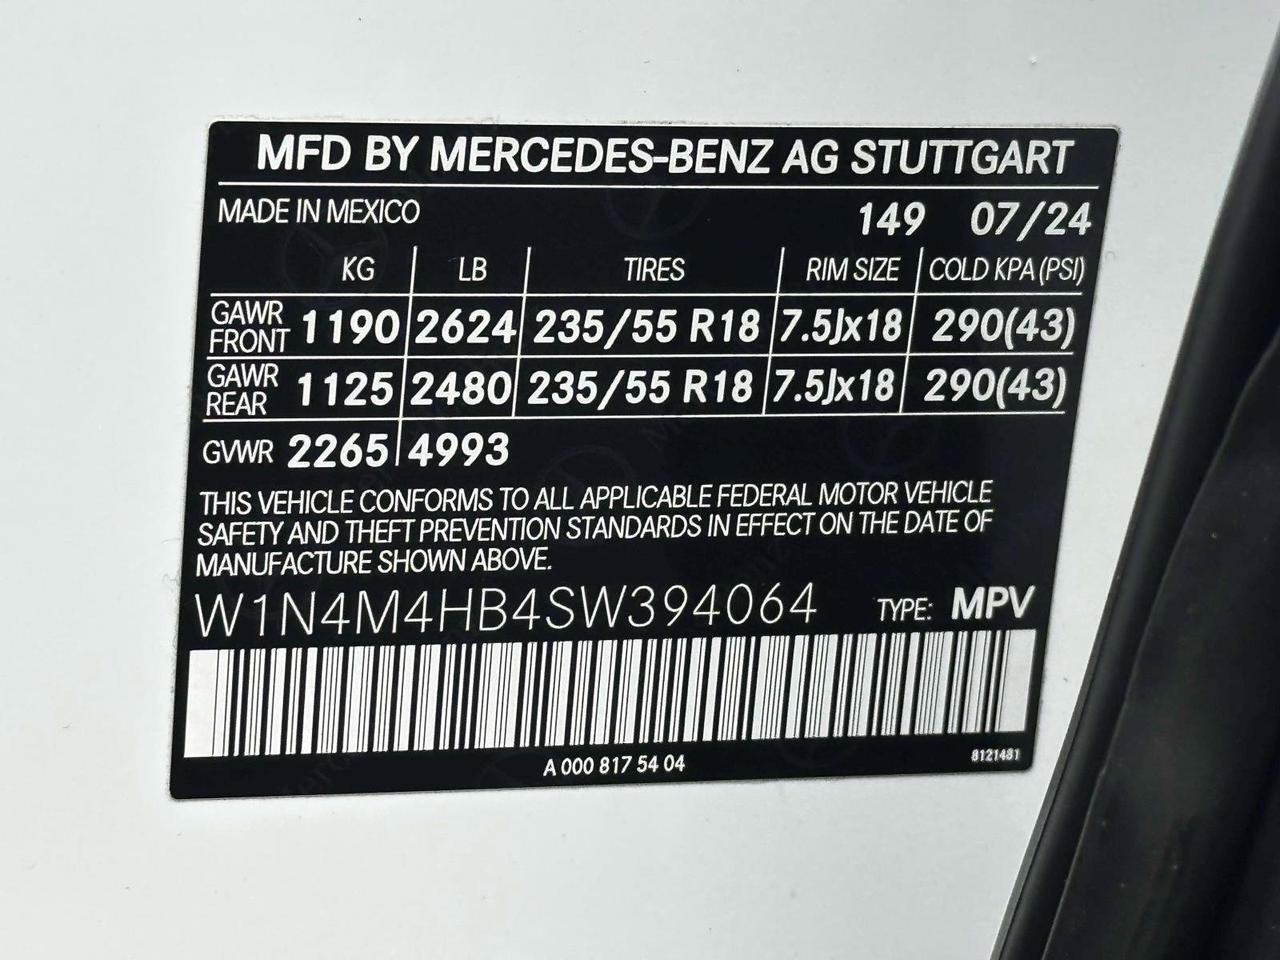 MFD BY MERCEDES-BENZ AG STUTTGART
MADE IN MEXICO 149 07/24
KG LB TIRES RIM SIZE COLD KPA (PSI)
GAWR FRONT 1190 2624 235/55 R18 7.5Jx18 290(43)
GAWR REAR 1125 2480 235/55 R18 7.5Jx18 290(43)
GVWR 2265 4993
THIS VEHICLE CONFORMS TO ALL APPLICABLE FEDERAL MOTOR VEHICLE
SAFETY AND THEFT PREVENTION STANDARDS IN EFFECT ON THE DATE OF
MANUFACTURE SHOWN ABOVE.
W1N4M4HB4SW394064 TYPE: MPV
A 000 817 54 04 8121481